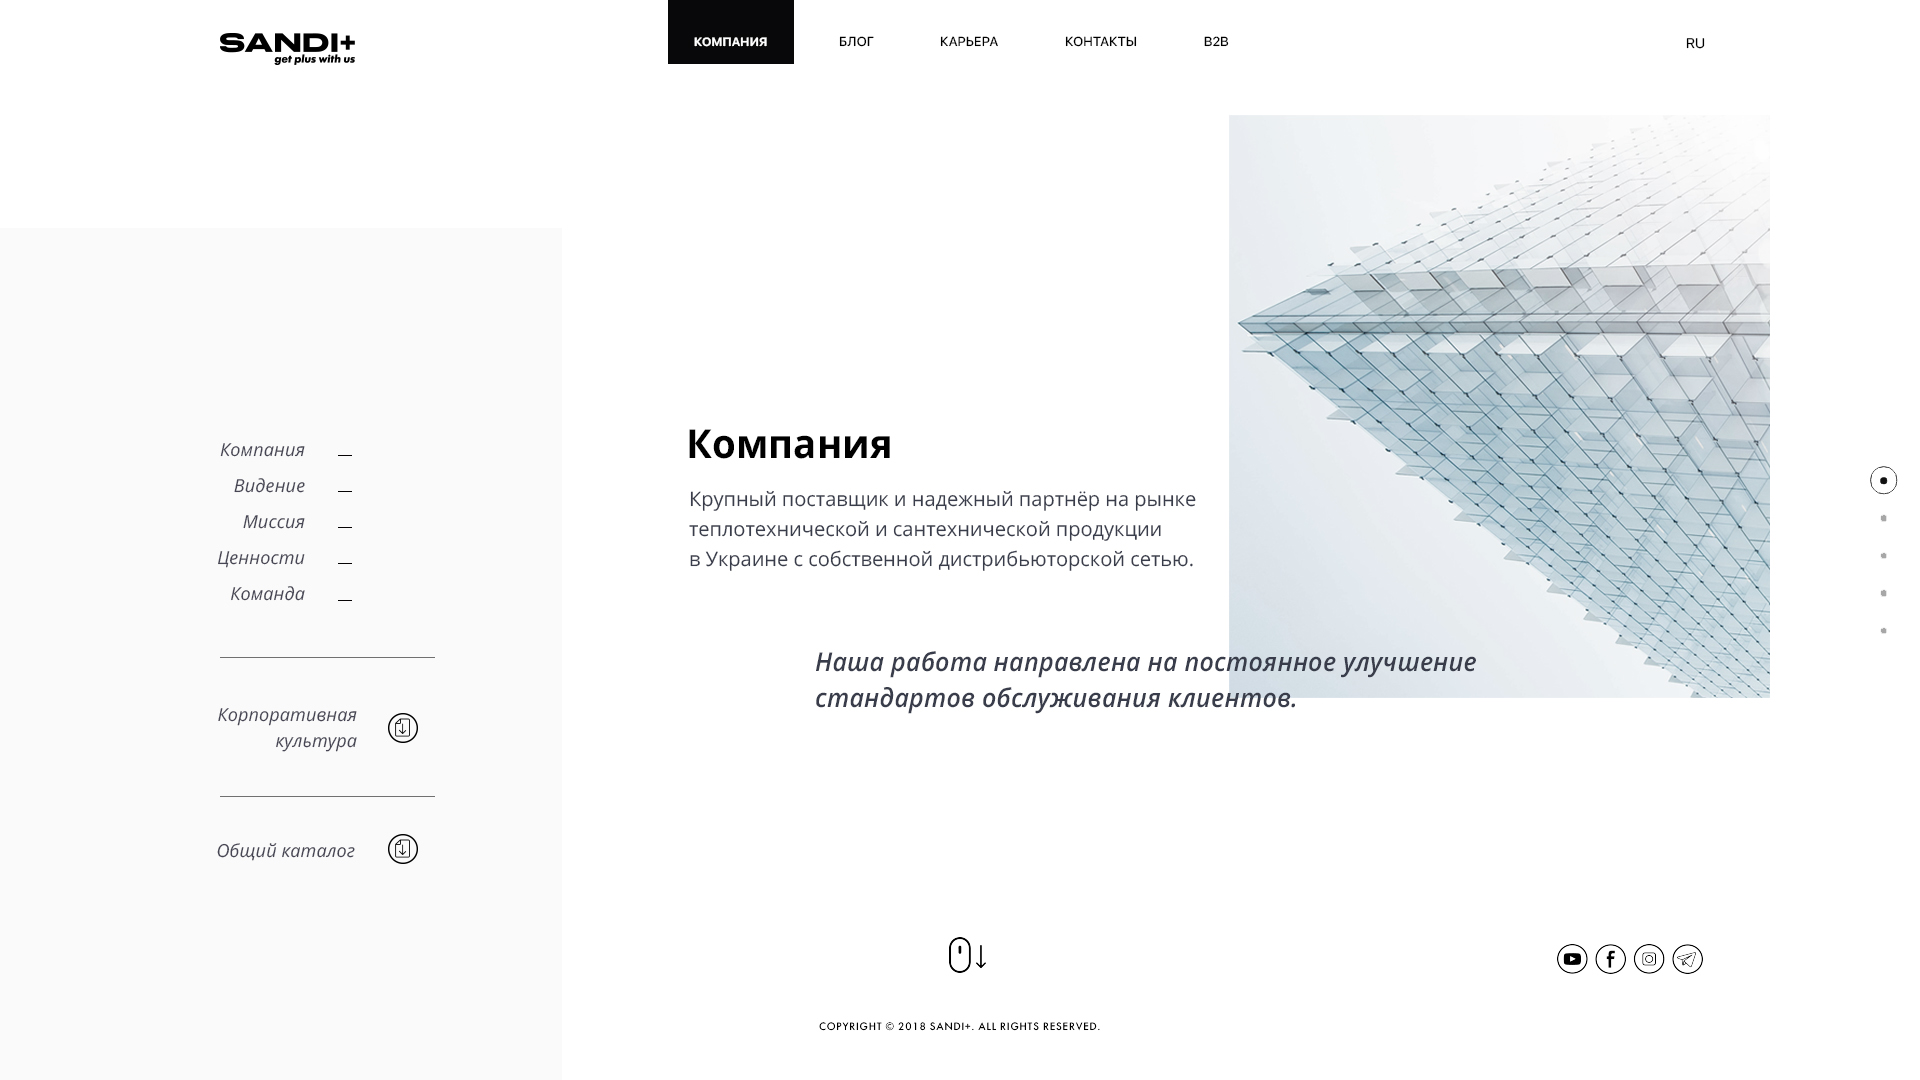 SANDI+
get plus with us
КОМПАНИЯ
БЛОГ
КАРЬЕРА
КОНТАКТЫ
B2B
RU
Компания
Видение
Миссия
Ценности
Команда
Корпоративная
культура
Общий каталог
Компания
Крупный поставщик и надежный партнёр на рынке
теплотехнической и сантехнической продукции
в Украине с собственной дистрибьюторской сетью.
Наша работа направлена на постоянное улучшение
стандартов обслуживания клиентов.
COPYRIGHT © 2018 SANDI+. ALL RIGHTS RESERVED.